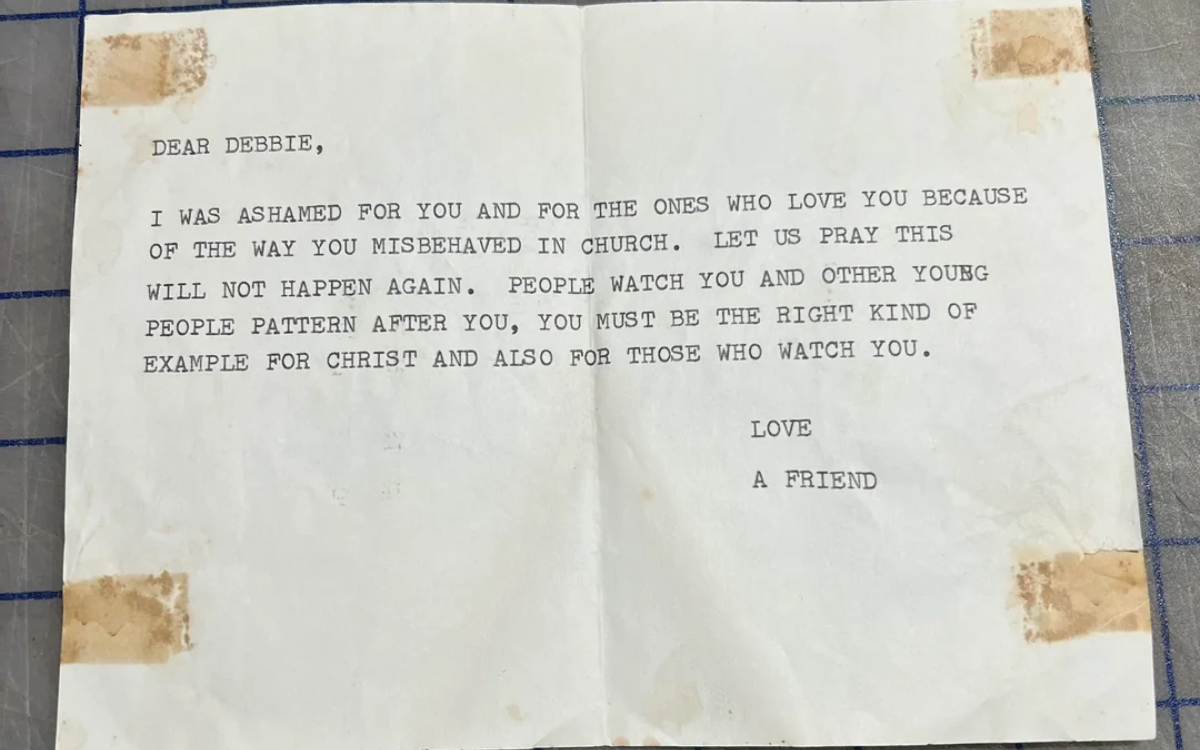 DEAR DEBBIE,
I WAS ASHAMED FOR YOU AND FOR THE ONES WHO LOVE YOU BECAUSE
OF THE WAY YOU MISBEHAVED IN CHURCH. LET US PRAY THIS
WILL NOT HAPPEN AGAIN. PEOPLE WATCH YOU AND OTHER YOUNG
PEOPLE PATTERN AFTER YOU, YOU MUST BE THE RIGHT KIND OF
EXAMPLE FOR CHRIST AND ALSO FOR THOSE WHO WATCH YOU.
LOVE
A FRIEND